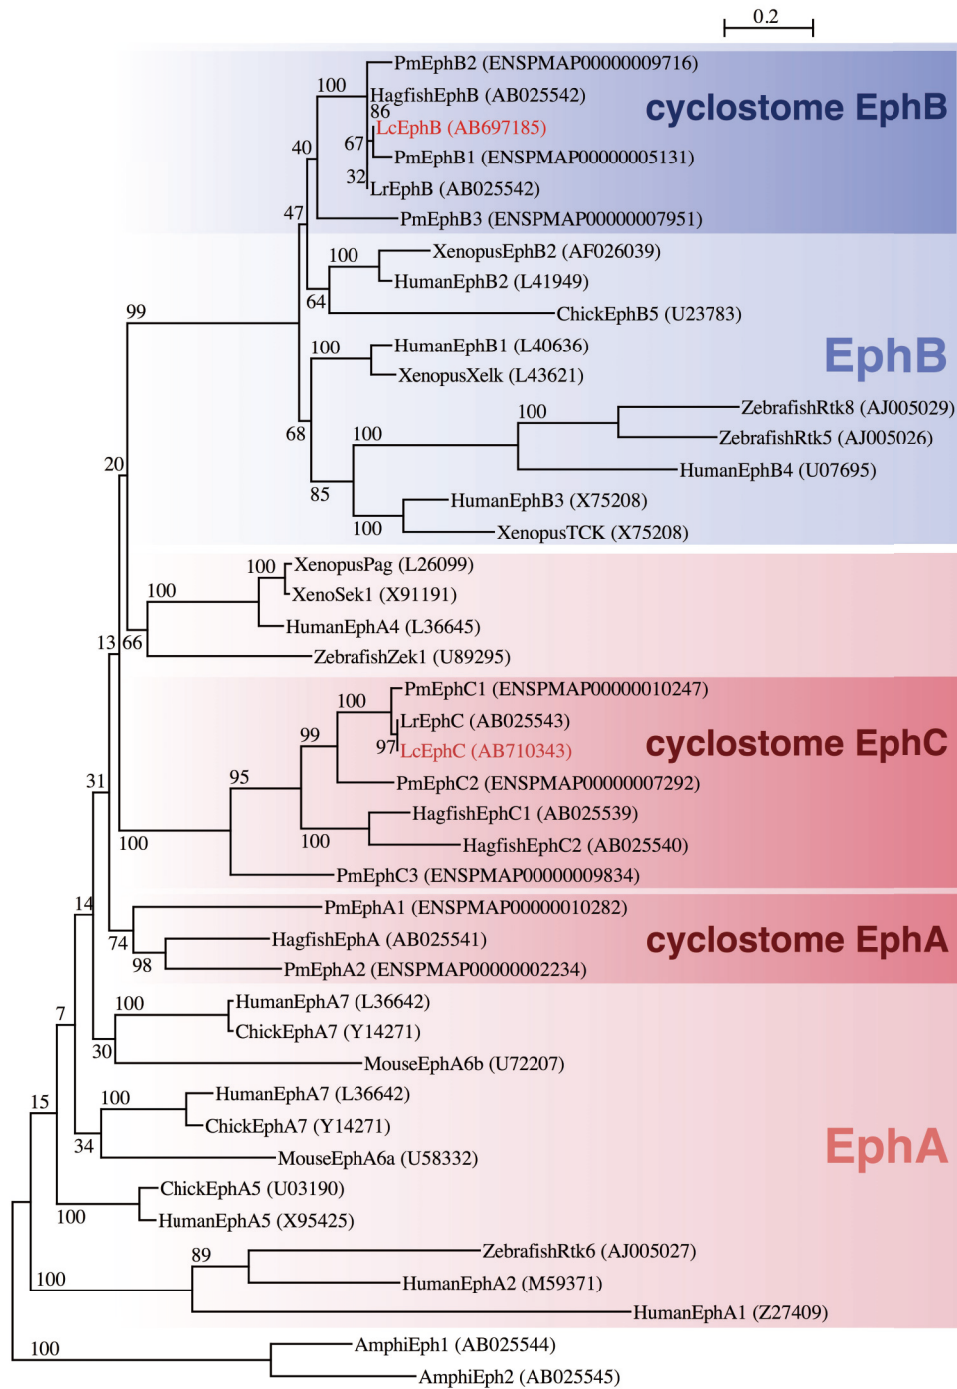 0.2
PmEphB2 (ENSPMAP00000009716)
100
HagfishEphB (AB025542)
cyclostome EphB
86
LcEphB (AB697185)
67
40
PmEphB1 (ENSPMAP00000005131)
32
LrEphB (AB025542)
47
PmEphB3 (ENSPMAP00000007951)
XenopusEphB2 (AF026039)
100
HumanEphB2 (L41949)
64
99
ChickEphB5 (U23783)
HumanEphB1 (L40636)
100
EphB
XenopusXelk (L43621)
ZebrafishRtk8 (AJ005029)
100
68
ZebrafishRtk5 (AJ005026)
100
20
HumanEphB4 (U07695)
85
HumanEphB3 (X75208)
100
XenopusTCK (X75208)
100
XenopusPag (L26099)
100
XenoSek1 (X91191)
HumanEphA4 (L36645)
13
66
ZebrafishZek1 (U89295)
PmEphC1 (ENSPMAP00000010247)
100
LrEphC (AB025543)
99
97
LcEphC (AB710343)
cyclostome EphC
31
95
PmEphC2 (ENSPMAP00000007292)
HagfishEphC1 (AB025539)
100
100
HagfishEphC2 (AB025540)
PmEphC3 (ENSPMAP00000009834)
14
PmEphA1 (ENSPMAP00000010282)
74
HagfishEphA (AB025541)
cyclostome EphA
98
PmEphA2 (ENSPMAP00000002234)
HumanEphA7 (L36642)
100
7
ChickEphA7 (Y14271)
30
MouseEphA6b (U72207)
HumanEphA7 (L36642)
100
15
ChickEphA7 (Y14271)
34
EphA
MouseEphA6a (U58332)
ChickEphA5 (U03190)
100
HumanEphA5 (X95425)
89
ZebrafishRtk6 (AJ005027)
100
HumanEphA2 (M59371)
HumanEphA1 (Z27409)
AmphiEph1 (AB025544)
100
AmphiEph2 (AB025545)